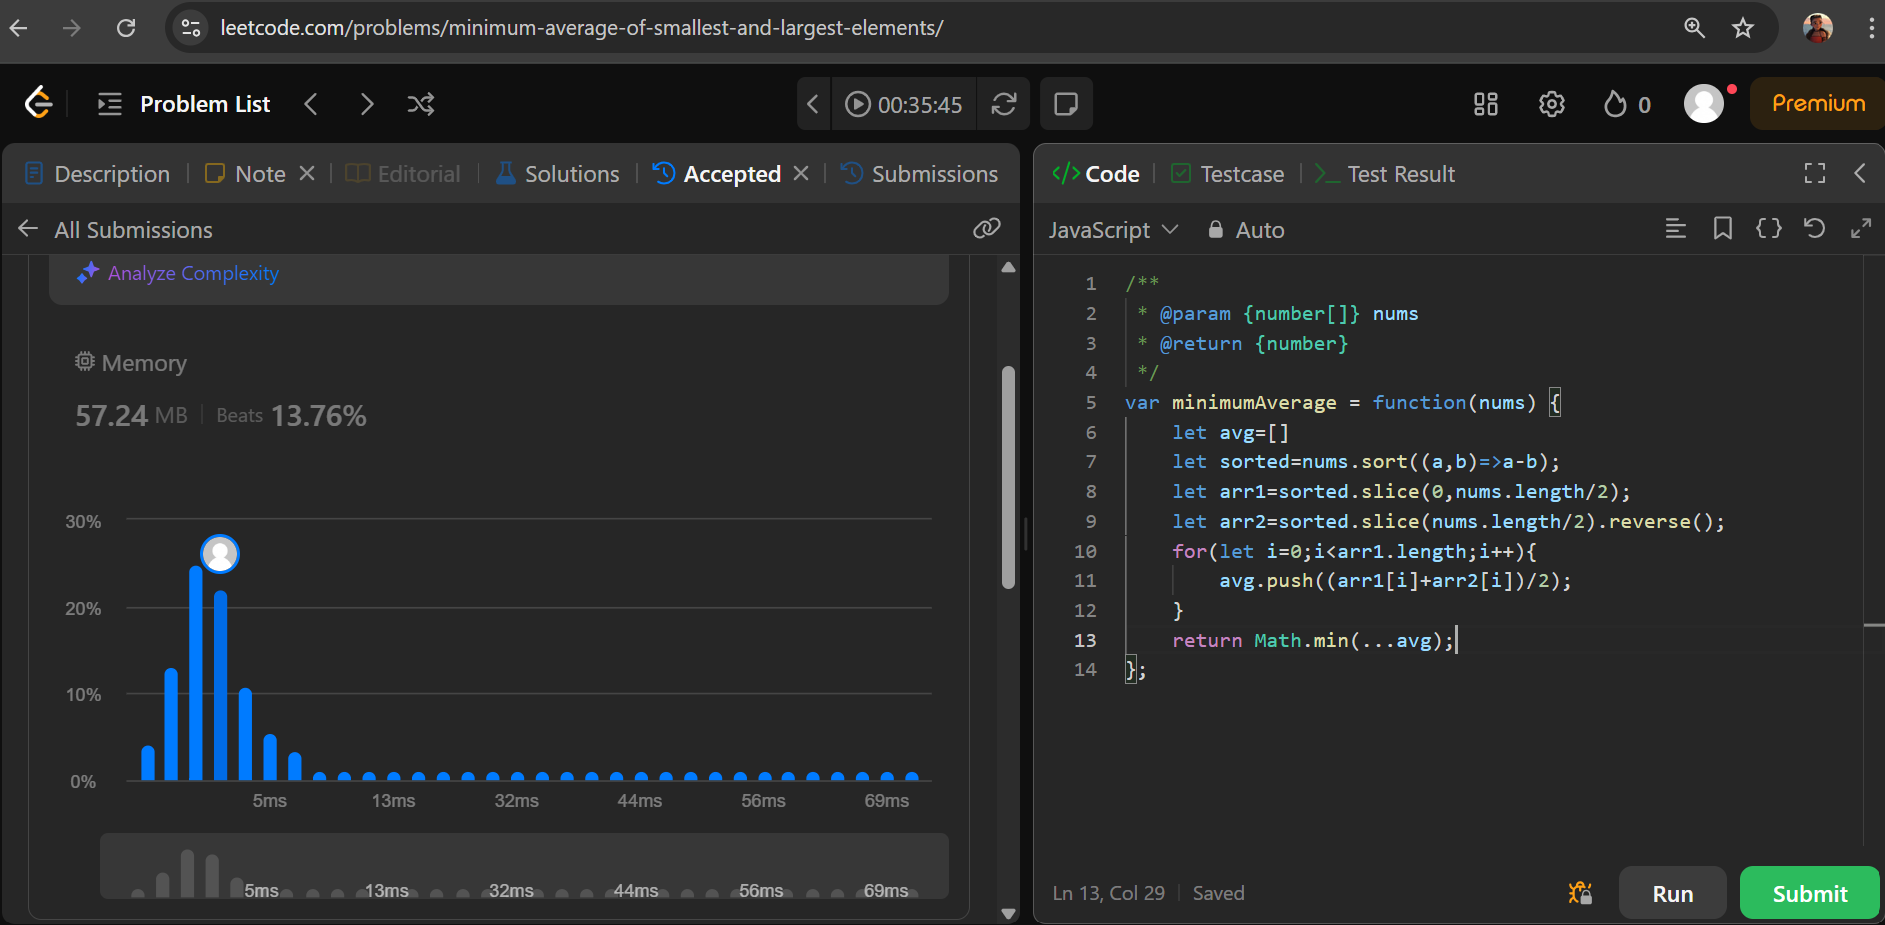 leetcode.com/problems/minimum-average-of-smallest-and-largest-elements/
Problem List
00:35:45
0
Premium
Description
Note
Editorial
Solutions
Accepted
Submissions
All Submissions
Analyze Complexity
Memory
57.24 MB
Beats 13.76%
30%
20%
10%
0%
5ms 13ms 32ms 44ms 56ms 69ms
5ms 13ms 32ms 44ms 56ms 69ms
</> Code
Testcase
>_ Test Result
JavaScript
Auto
1 /**
2 * @param {number[]} nums
3 * @return {number}
4 */
5 var minimumAverage = function(nums) {
6 let avg=[]
7 let sorted=nums.sort((a,b)=>a-b);
8 let arr1=sorted.slice(0,nums.length/2);
9 let arr2=sorted.slice(nums.length/2).reverse();
10 for(let i=0;i<arr1.length;i++){
11 avg.push((arr1[i]+arr2[i])/2);
12 }
13 return Math.min(...avg);
14 };
Ln 13, Col 29
Saved
Run
Submit